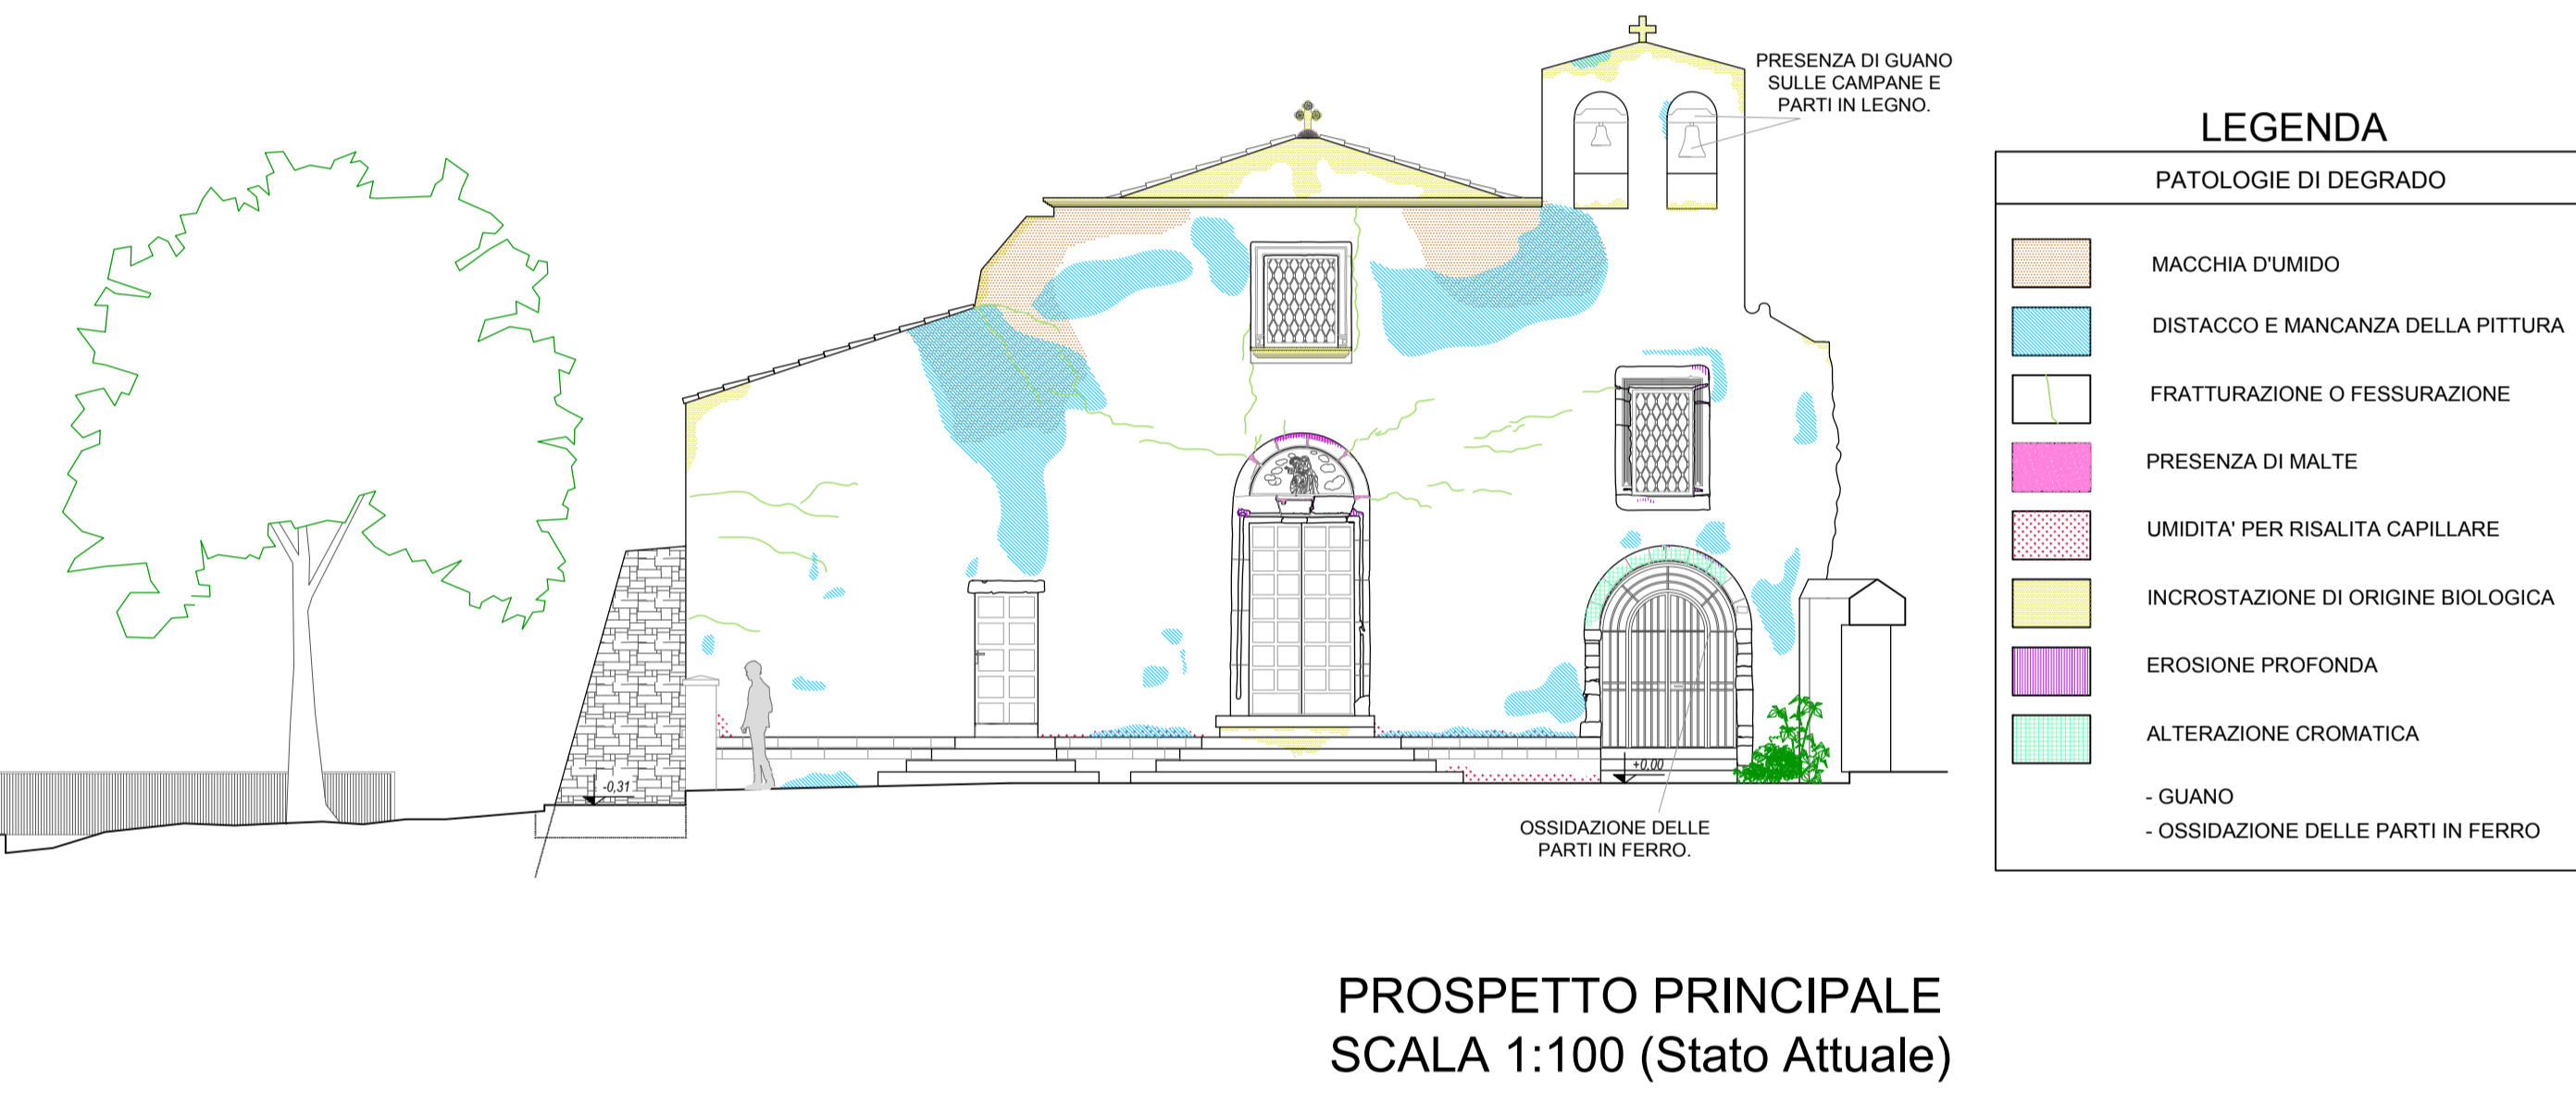 PRESENZA DI GUANO
SULLE CAMPANE E
PARTI IN LEGNO.
-0,31
+0,00
OSSIDAZIONE DELLE
PARTI IN FERRO.
LEGENDA
PATOLOGIE DI DEGRADO
MACCHIA D'UMIDO
DISTACCO E MANCANZA DELLA PITTURA
FRATTURAZIONE O FESSURAZIONE
PRESENZA DI MALTE
UMIDITA' PER RISALITA CAPILLARE
INCROSTAZIONE DI ORIGINE BIOLOGICA
EROSIONE PROFONDA
ALTERAZIONE CROMATICA
- GUANO
- OSSIDAZIONE DELLE PARTI IN FERRO
PROSPETTO PRINCIPALE
SCALA 1:100 (Stato Attuale)